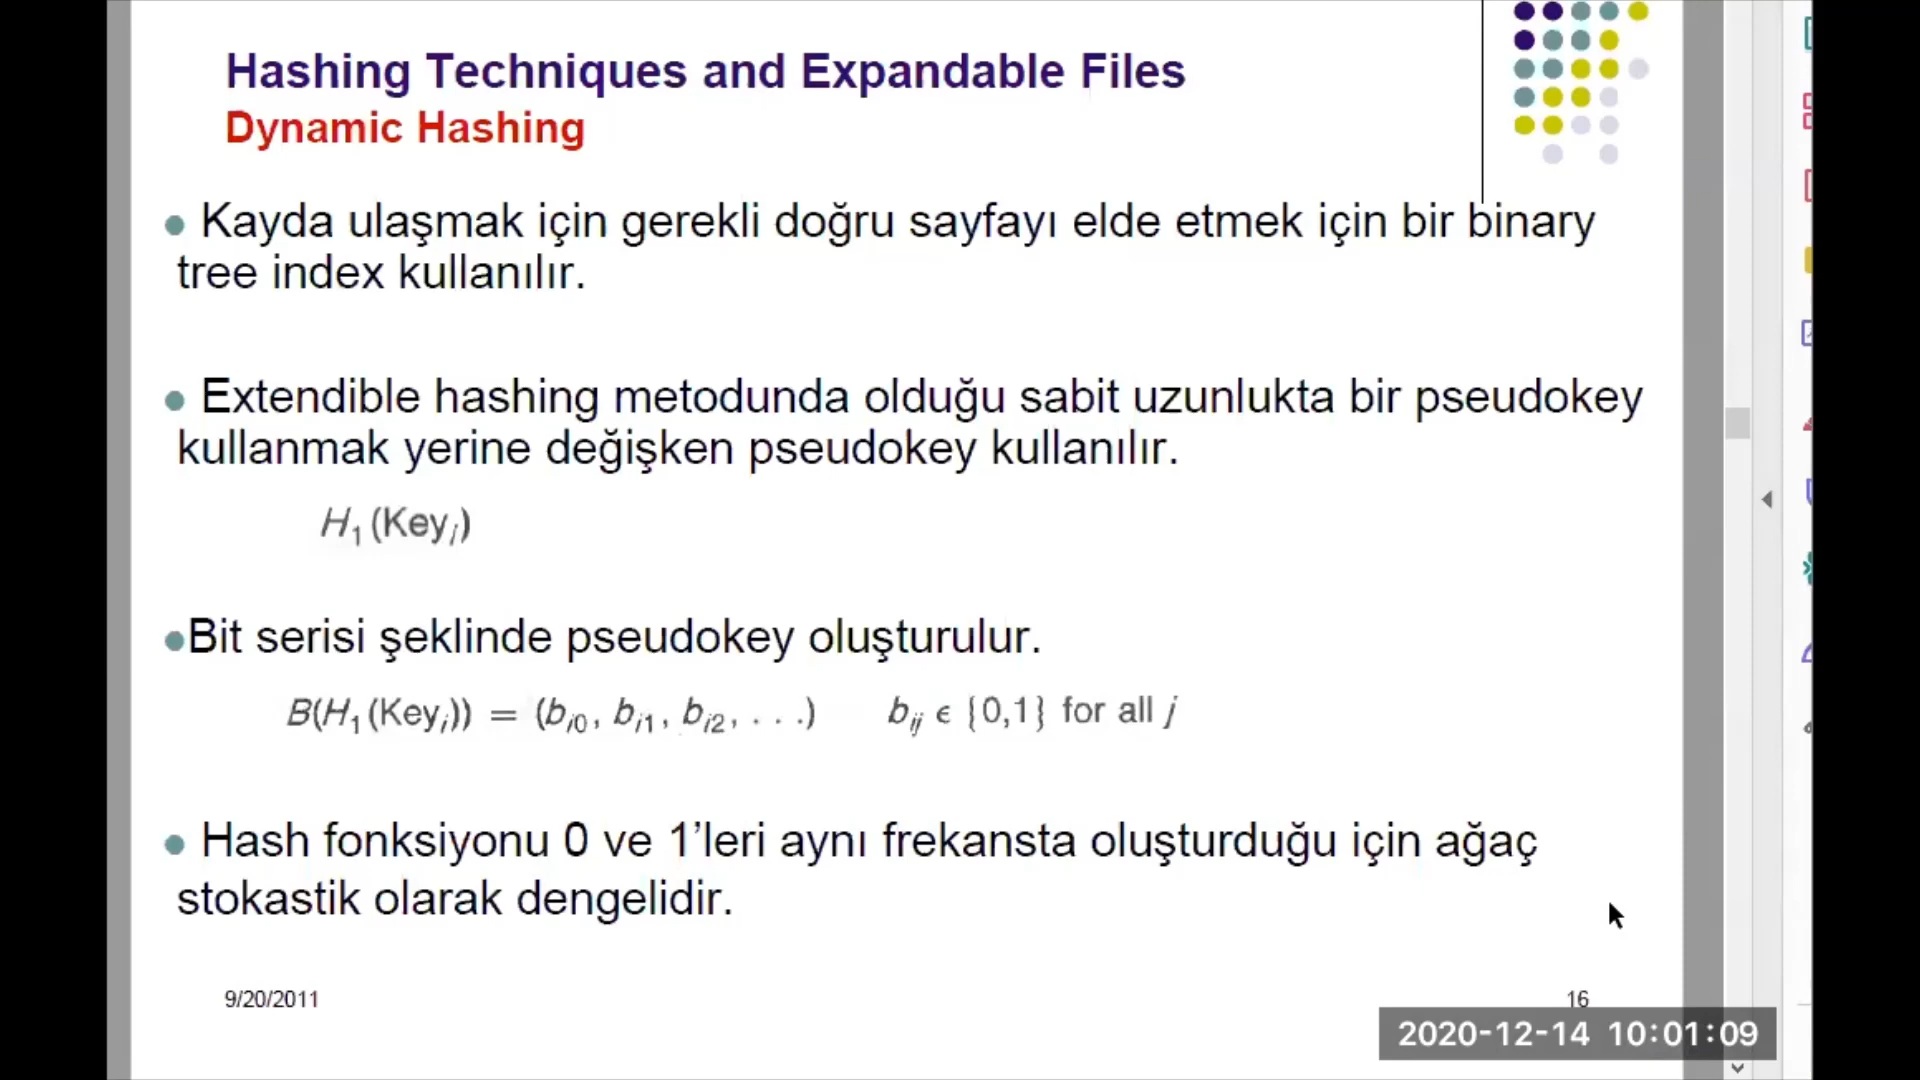 Hashing Techniques and Expandable Files
Dynamic Hashing
Kayda ulaşmak için gerekli doğru sayfayı elde etmek için bir binary
tree index kullanılır.
Extendible hashing metodunda olduğu sabit uzunlukta bir pseudokey
kullanmak yerine değişken pseudokey kullanılır.
H₁(Keyᵢ)
Bit serisi şeklinde pseudokey oluşturulur.
B(H₁(Keyᵢ)) = (bᵢ₀, bᵢ₁, bᵢ₂, . . .)    bᵢⱼ ϵ {0,1} for all j
Hash fonksiyonu 0 ve 1’leri aynı frekansta oluşturduğu için ağaç
stokastik olarak dengelidir.
9/20/2011
16
2020-12-14 10:01:09